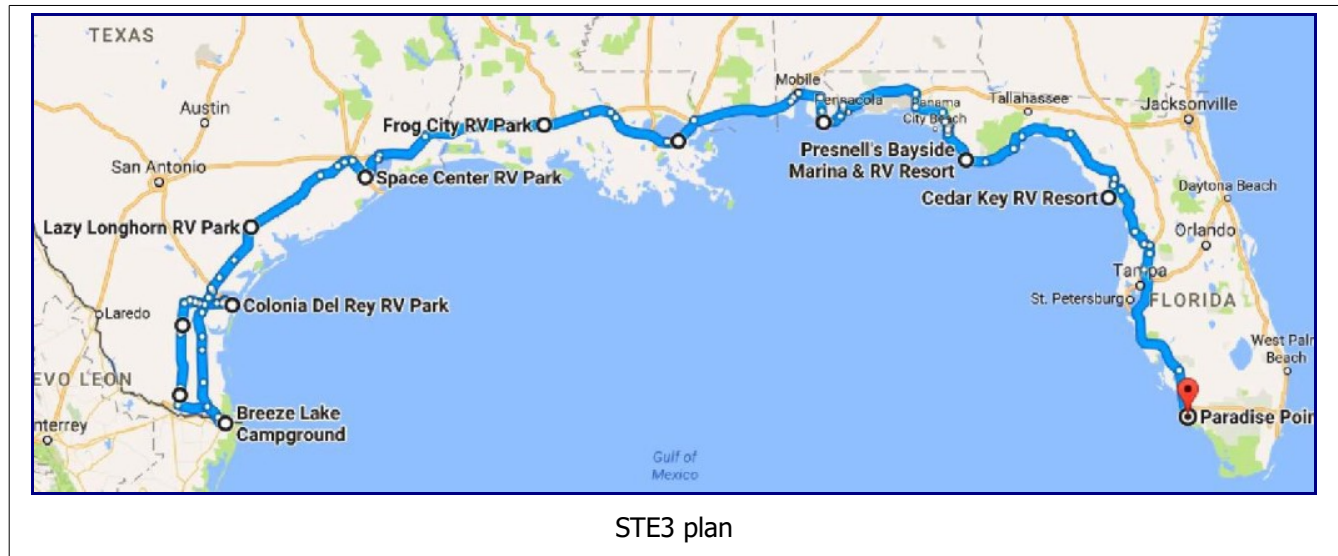 TEXAS
Austin
San Antonio
Laredo
EVO LEON
nterrey
Frog City RV Park
Space Center RV Park
Lazy Longhorn RV Park
Colonia Del Rey RV Park
Breeze Lake
Campground
Mobile
ensacola
Panama
City Beach
Tallahassee
Jacksonville
Presnell's Bayside
Marina & RV Resort
Cedar Key RV Resort
Daytona Beach
Orlando
Tampa
St. Petersburg
FLORIDA
West Palm
Beach
Paradise Poin
Gulf of
Mexico
STE3 plan